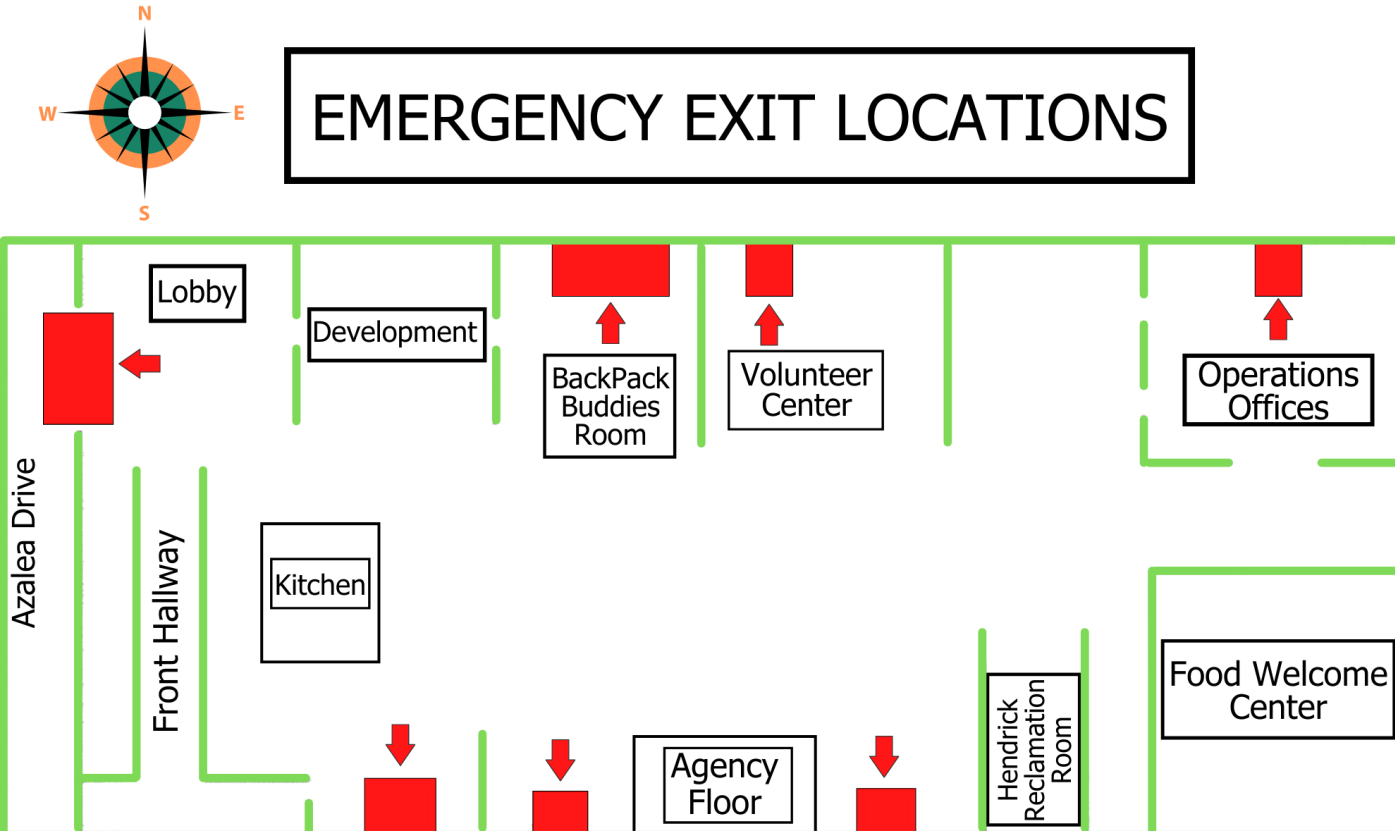 N
W
E
S
EMERGENCY EXIT LOCATIONS
Lobby
Development
BackPack
Buddies
Room
Volunteer
Center
Operations
Offices
Azalea Drive
Front Hallway
Kitchen
Agency
Floor
Hendrick
Reclamation
Room
Food Welcome
Center